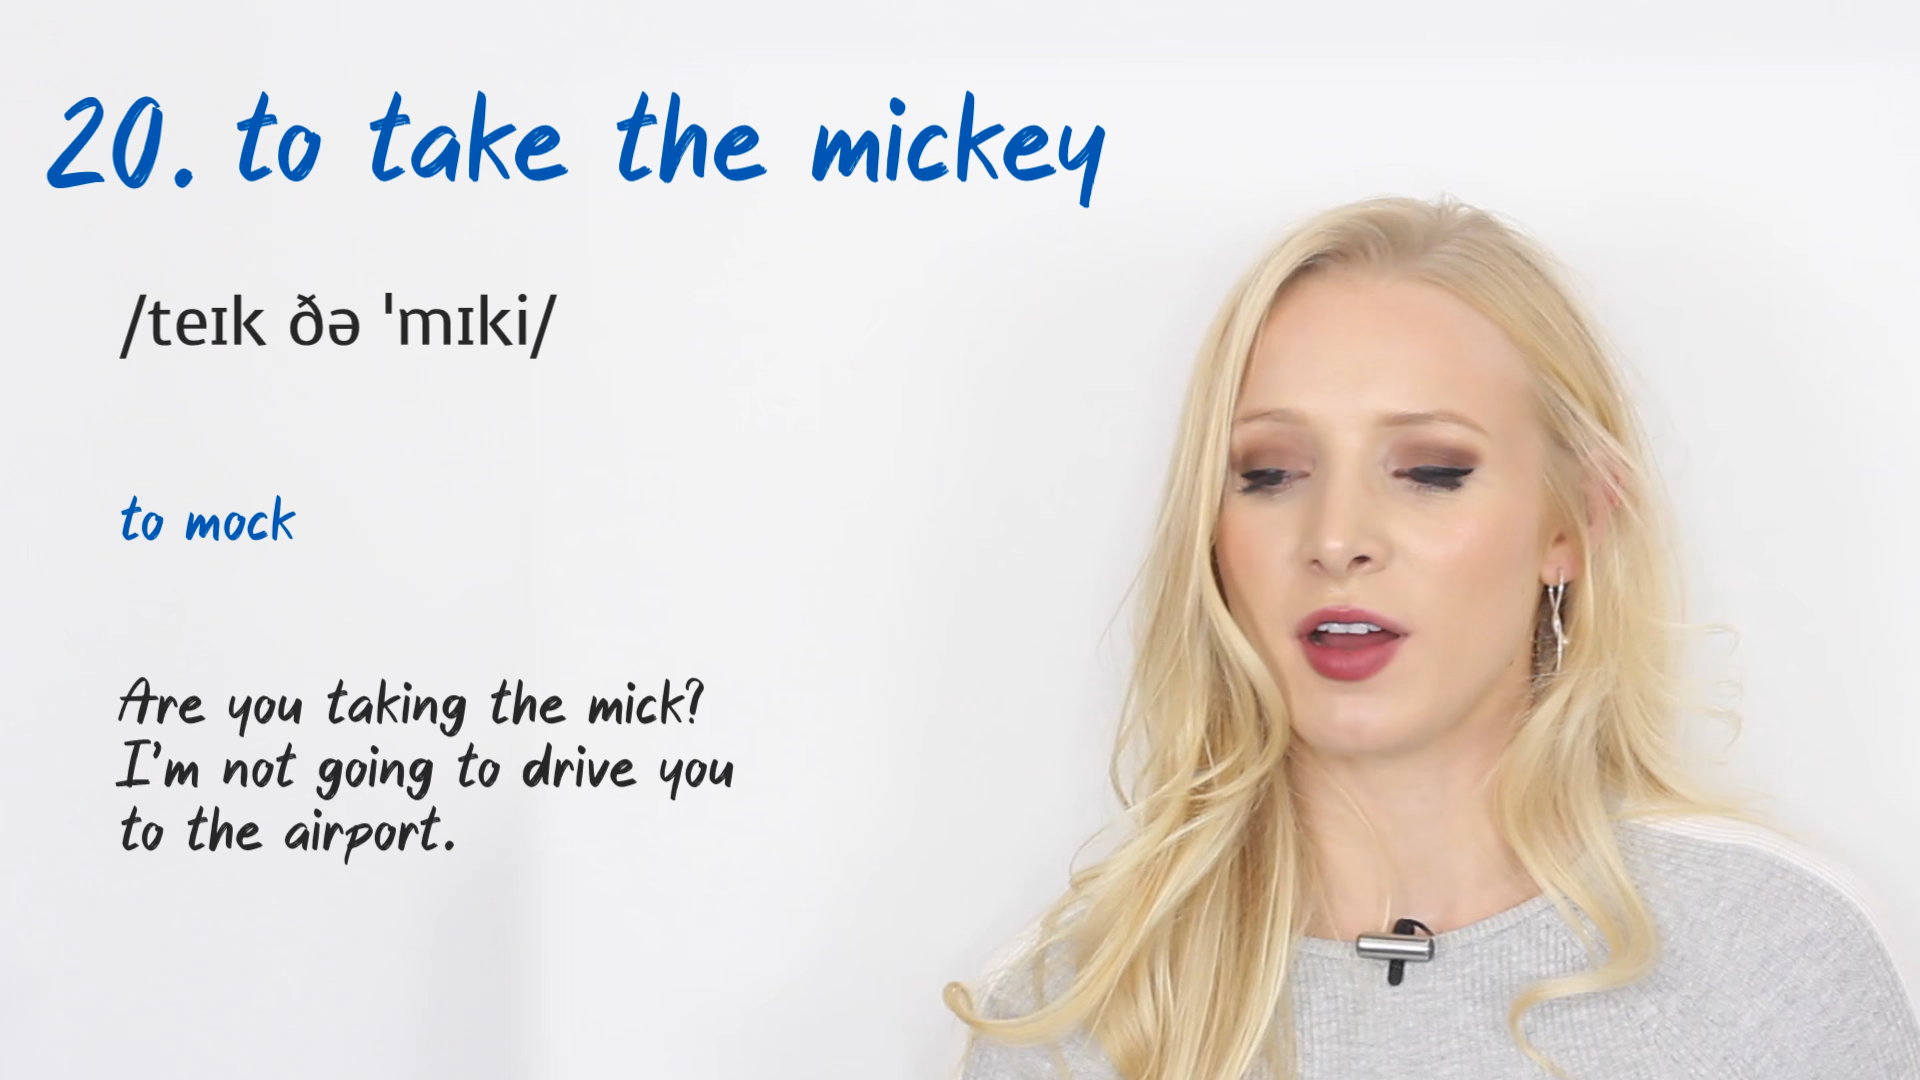 20. to take the mickey
/teɪk ðə ˈmɪki/
to mock
Are you taking the mick?
I'm not going to drive you
to the airport.